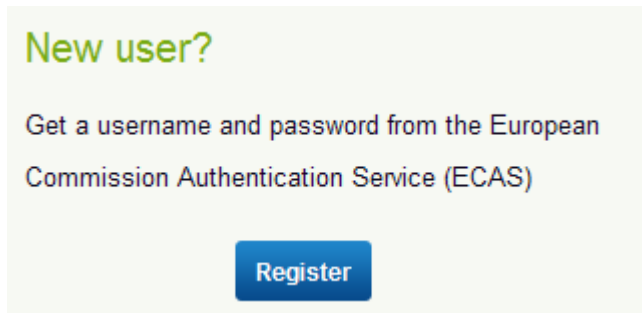 New user?
Get a username and password from the European
Commission Authentication Service (ECAS)
Register